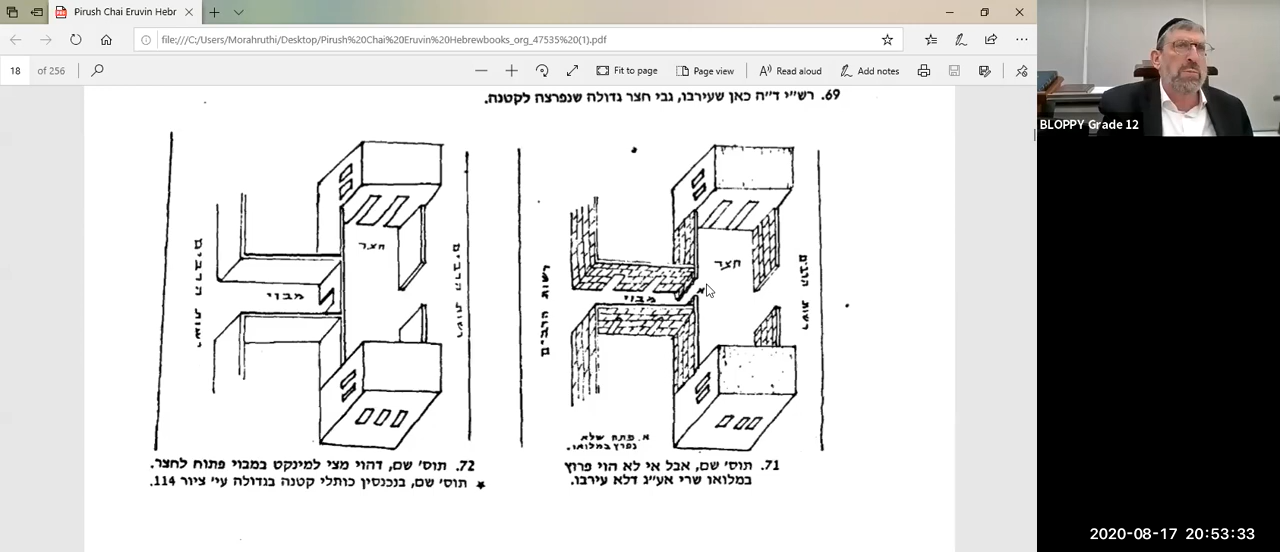 Pirush Chai Eruvin Hebr
file:///C:/Users/Morahruthi/Desktop/Pirush%20Chai%20Eruvin%20Hebrewbooks_org_47535%20(1).pdf
18 of 256
Fit to page
Page view
Read aloud
Add notes
BLOPPY Grade 12
69. רש״י ד״ה כאן שעירבו, גבי חצר גדולה שנפרצה לקטנה.
חצר
מבוי
רשות הרבים
רשות הרבים
חצר
מבוי
א
רשות הרבים
רשות הרבים
א. פתח שלא
נפרץ במלואו.
71. תוס׳ שם, אבל אי לא הוי פרוץ
במלואו שרי אע״ג דלא עירבו.
72. תוס׳ שם, דהוי מצי למינקט במבוי פתוח לחצר.
★ תוס׳ שם, בנכנסין כותלי קטנה בגדולה עי׳ ציור 114.
2020-08-17 20:53:33